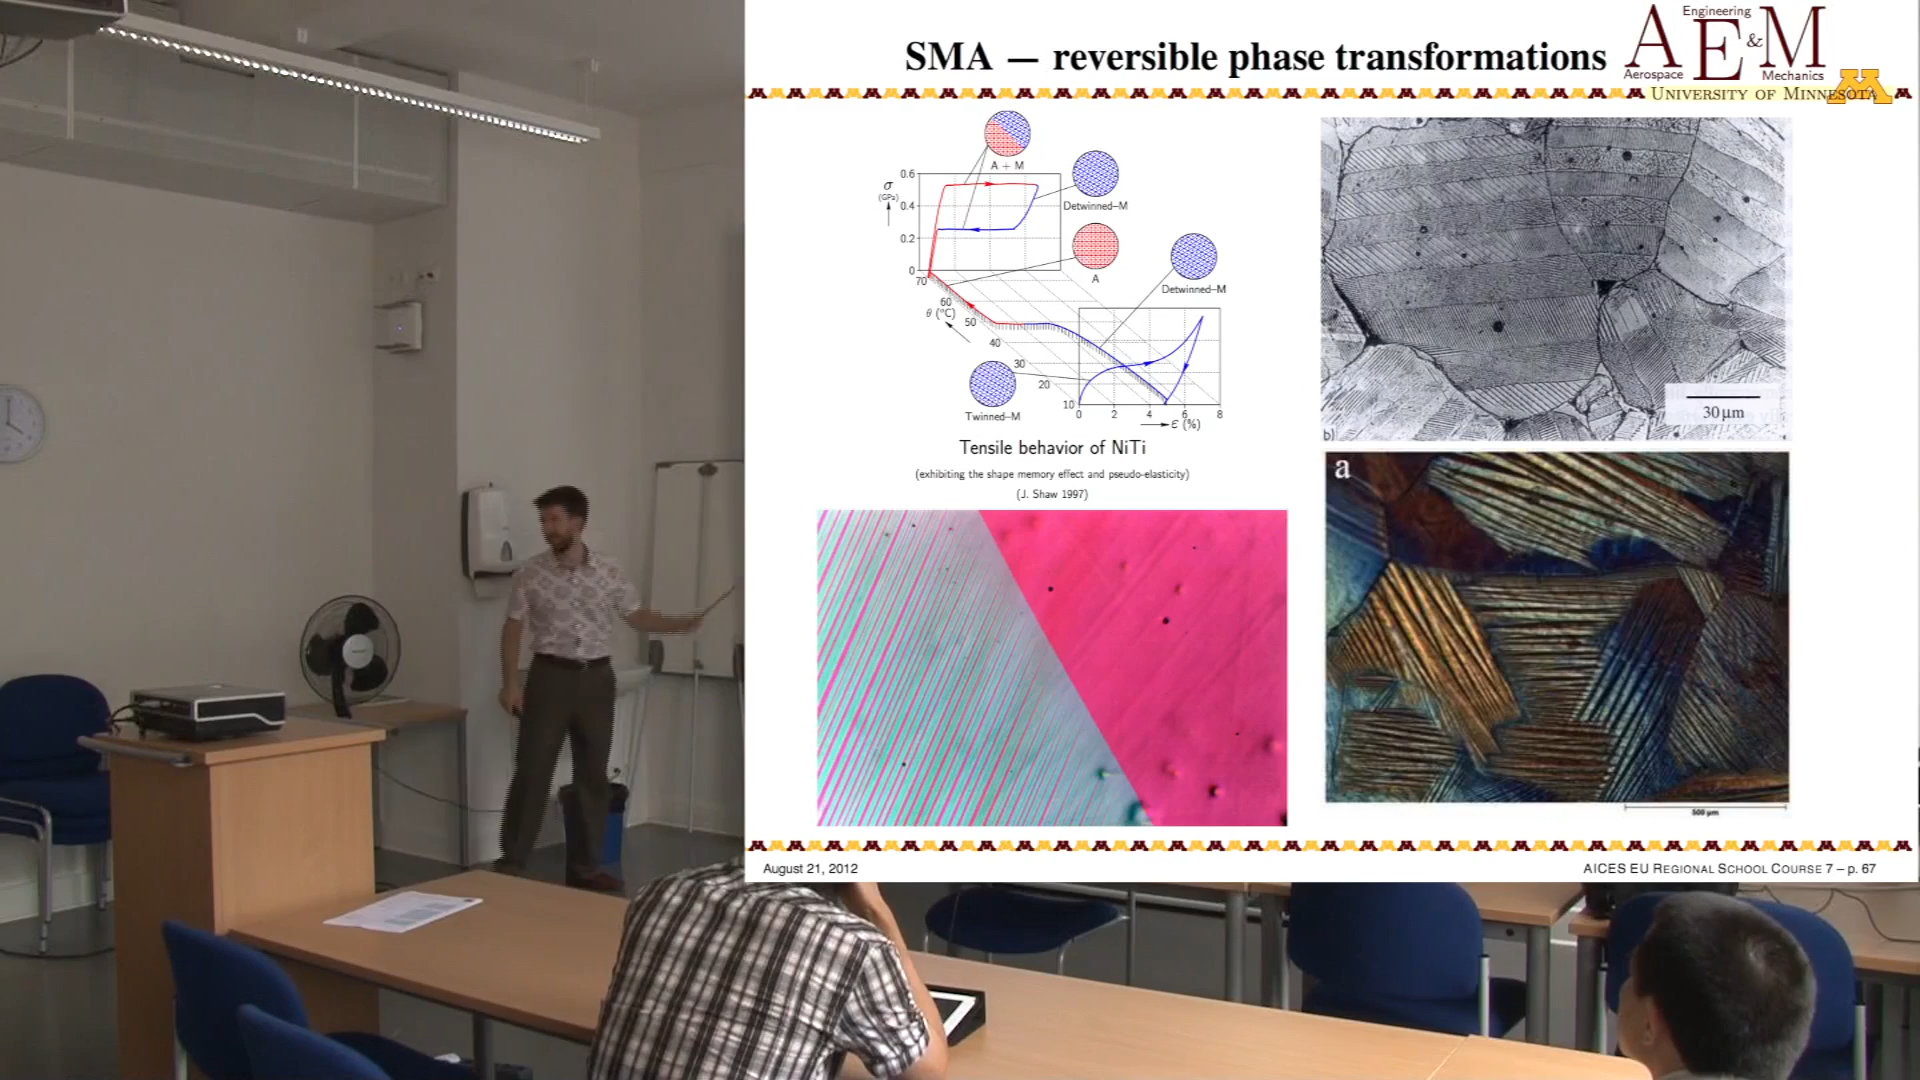 SMA — reversible phase transformations
Engineering
AE&M
Aerospace
Mechanics
UNIVERSITY OF MINNESOTA
A + M
Detwinned–M
A
Detwinned–M
Twinned–M
σ
(GPa)
0.6
0.4
0.2
0
70
60
50
40
30
20
10
θ (°C)
0 2 4 6 8
ε (%)
Tensile behavior of NiTi
(exhibiting the shape memory effect and pseudo-elasticity)
(J. Shaw 1997)
30 μm
b)
a
500 μm
August 21, 2012
AICES EU REGIONAL SCHOOL COURSE 7 – p. 67